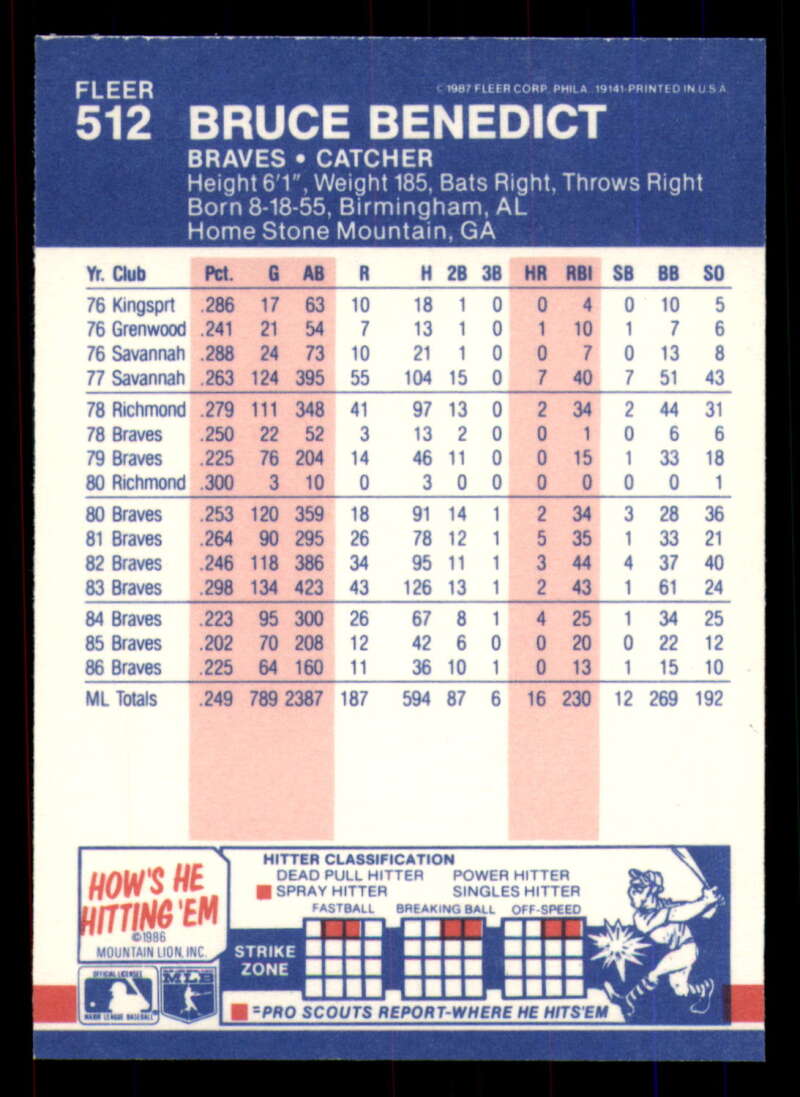 FLEER
© 1987 FLEER CORP. PHILA. 19141-PRINTED IN U.S.A.
512 BRUCE BENEDICT
BRAVES • CATCHER
Height 6'1", Weight 185, Bats Right, Throws Right
Born 8-18-55, Birmingham, AL
Home Stone Mountain, GA
Yr. Club Pct. G AB R H 2B 3B HR RBI SB BB SO
76 Kingsprt .286 17 63 10 18 1 0 0 4 0 10 5
76 Grenwood .241 21 54 7 13 1 0 1 10 1 7 6
76 Savannah .288 24 73 10 21 1 0 0 7 0 13 8
77 Savannah .263 124 395 55 104 15 0 7 40 7 51 43
78 Richmond .279 111 348 41 97 13 0 2 34 2 44 31
78 Braves .250 22 52 3 13 2 0 0 1 0 6 6
79 Braves .225 76 204 14 46 11 0 0 15 1 33 18
80 Richmond .300 3 10 0 3 0 0 0 0 0 0 1
80 Braves .253 120 359 18 91 14 1 2 34 3 28 36
81 Braves .264 90 295 26 78 12 1 5 35 1 33 21
82 Braves .246 118 386 34 95 11 1 3 44 4 37 40
83 Braves .298 134 423 43 126 13 1 2 43 1 61 24
84 Braves .223 95 300 26 67 8 1 4 25 1 34 25
85 Braves .202 70 208 12 42 6 0 0 20 0 22 12
86 Braves .225 64 160 11 36 10 1 0 13 1 15 10
ML Totals .249 789 2387 187 594 87 6 16 230 12 269 192
HOW'S HE
HITTING 'EM
©1986
MOUNTAIN LION, INC.
OFFICIAL LICENSEE
MAJOR LEAGUE BASEBALL
MLB
HITTER CLASSIFICATION
DEAD PULL HITTER POWER HITTER
SPRAY HITTER SINGLES HITTER
FASTBALL BREAKING BALL OFF-SPEED
STRIKE
ZONE
=PRO SCOUTS REPORT-WHERE HE HITS'EM